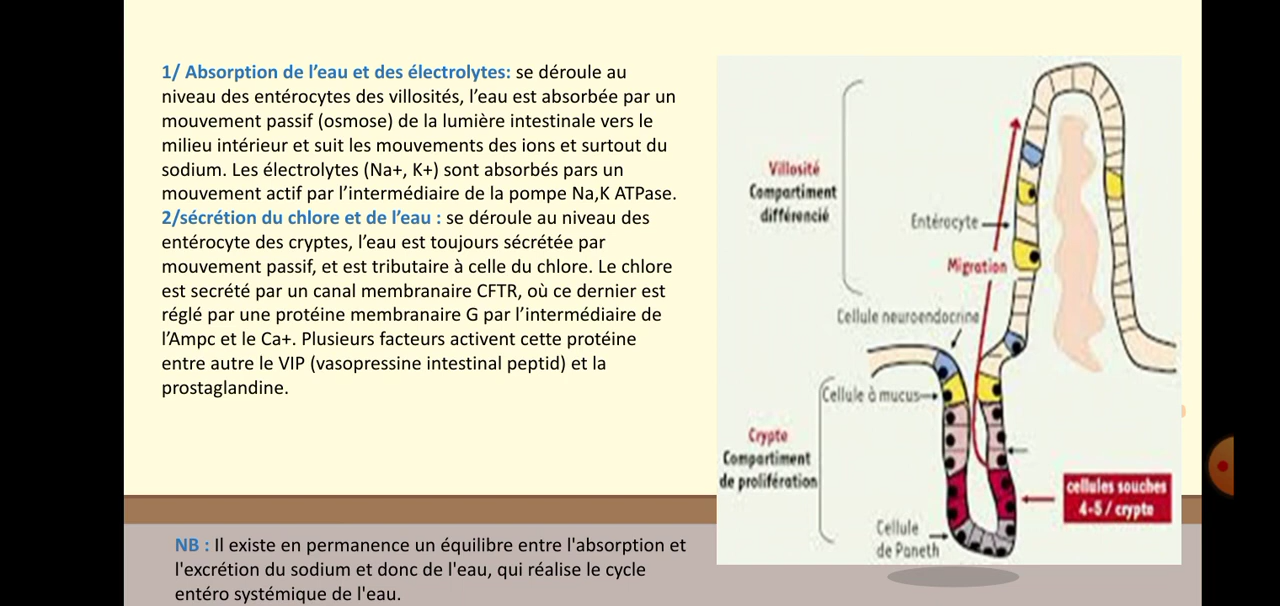 1/ Absorption de l'eau et des électrolytes: se déroule au
niveau des entérocytes des villosités, l'eau est absorbée par un
mouvement passif (osmose) de la lumière intestinale vers le
milieu intérieur et suit les mouvements des ions et surtout du
sodium. Les électrolytes (Na+, K+) sont absorbés pars un
mouvement actif par l'intermédiaire de la pompe Na,K ATPase.
2/sécrétion du chlore et de l'eau : se déroule au niveau des
entérocyte des cryptes, l'eau est toujours sécrétée par
mouvement passif, et est tributaire à celle du chlore. Le chlore
est secrété par un canal membranaire CFTR, où ce dernier est
réglé par une protéine membranaire G par l'intermédiaire de
l'Ampc et le Ca+. Plusieurs facteurs activent cette protéine
entre autre le VIP (vasopressine intestinal peptid) et la
prostaglandine.
NB : Il existe en permanence un équilibre entre l'absorption et
l'excrétion du sodium et donc de l'eau, qui réalise le cycle
entéro systémique de l'eau.
Villosité
Compartiment
différencié
Entérocyte
Migration
Cellule neuroendocrine
Cellule à mucus
Crypte
Compartiment
de prolifération
cellules souches
4-5 / crypte
Cellule
de Paneth